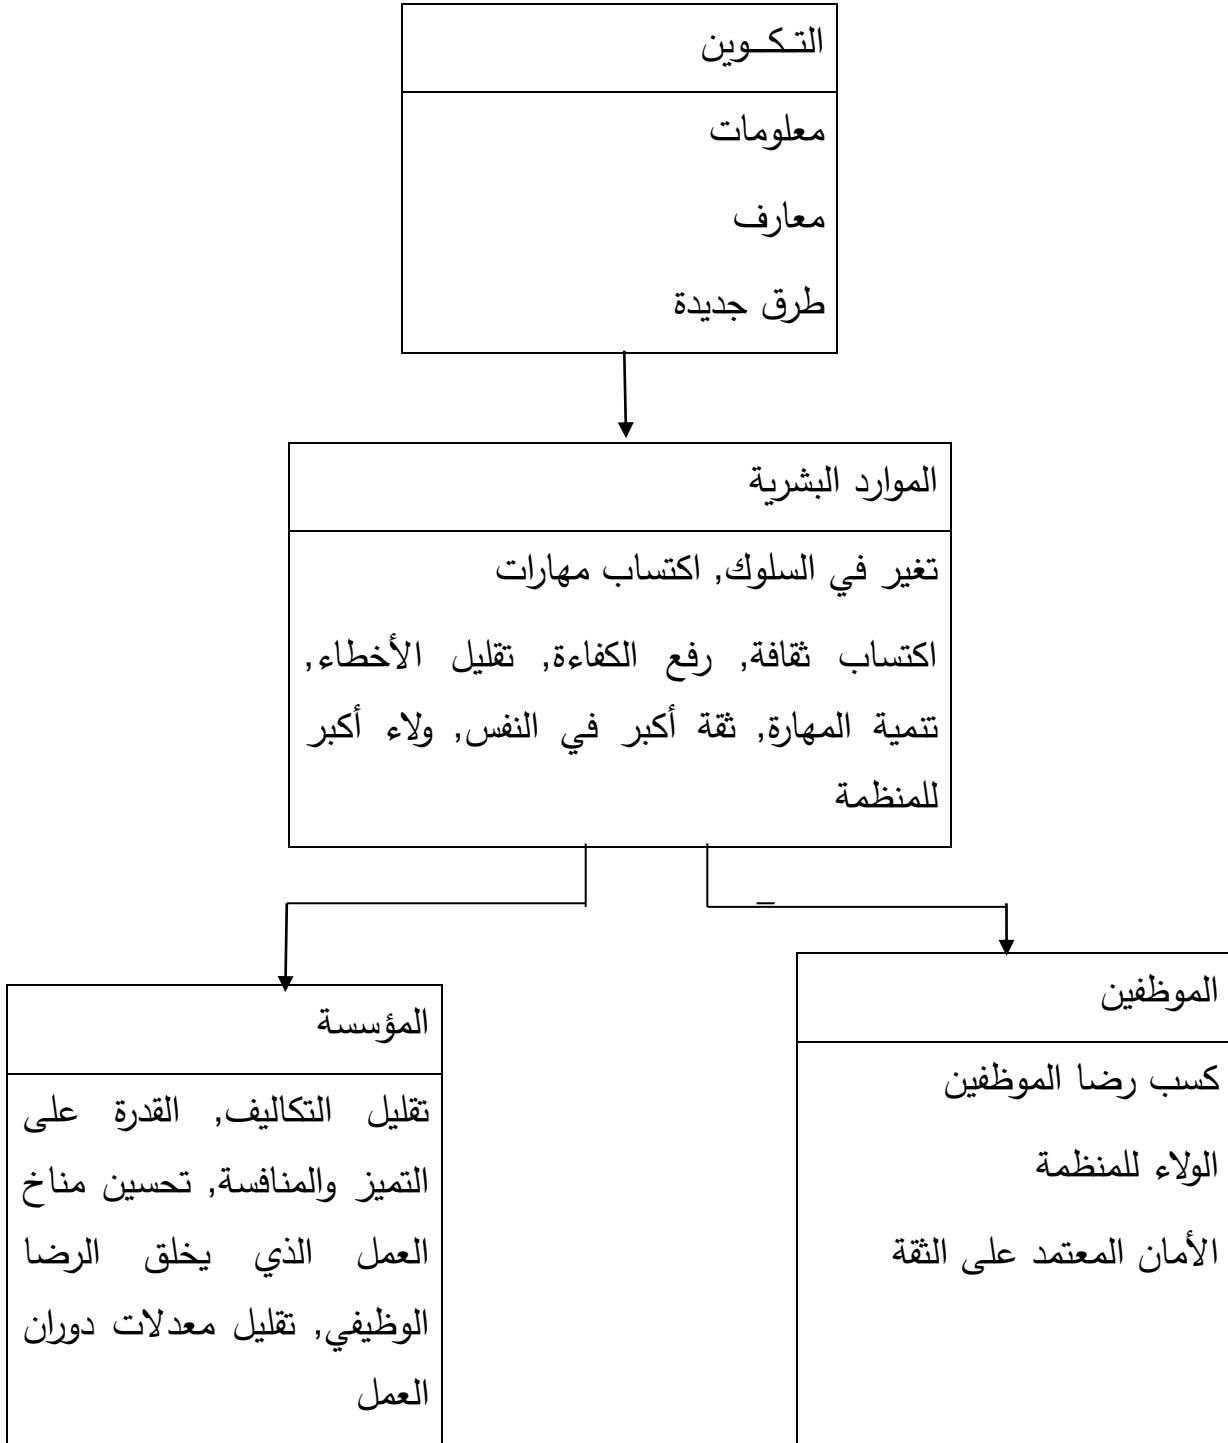 التـكــوين
معلومات
معارف
طرق جديدة
الموارد البشرية
تغير في السلوك, اكتساب مهارات
اكتساب ثقافة, رفع الكفاءة, تقليل الأخطاء,
تنمية المهارة, ثقة أكبر في النفس, ولاء أكبر
للمنظمة
الموظفين
كسب رضا الموظفين
الولاء للمنظمة
الأمان المعتمد على الثقة
المؤسسة
تقليل التكاليف, القدرة على
التميز والمنافسة, تحسين مناخ
العمل الذي يخلق الرضا
الوظيفي, تقليل معدلات دوران
العمل